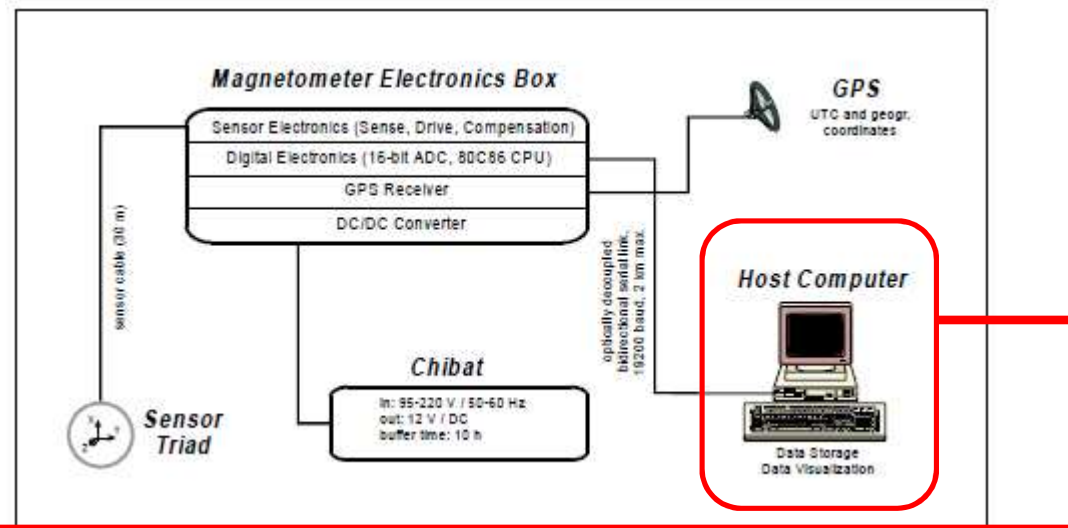 Magnetometer Electronics Box
Sensor Electronics (Sense, Drive, Compensation)
Digital Electronics (16-bit ADC, 80C86 CPU)
GPS Receiver
DC/DC Converter
GPS
UTC and geogr.
coordinates
sensor cable (30 m)
optically decoupled
bidirectional serial link,
19200 baud, 2 km max.
Host Computer
Data Storage
Data Visualization
Chibat
In: 95-220 V / 50-60 Hz
out: 12 V / DC
buffer time: 10 h
Sensor
Triad
X
Y
Z